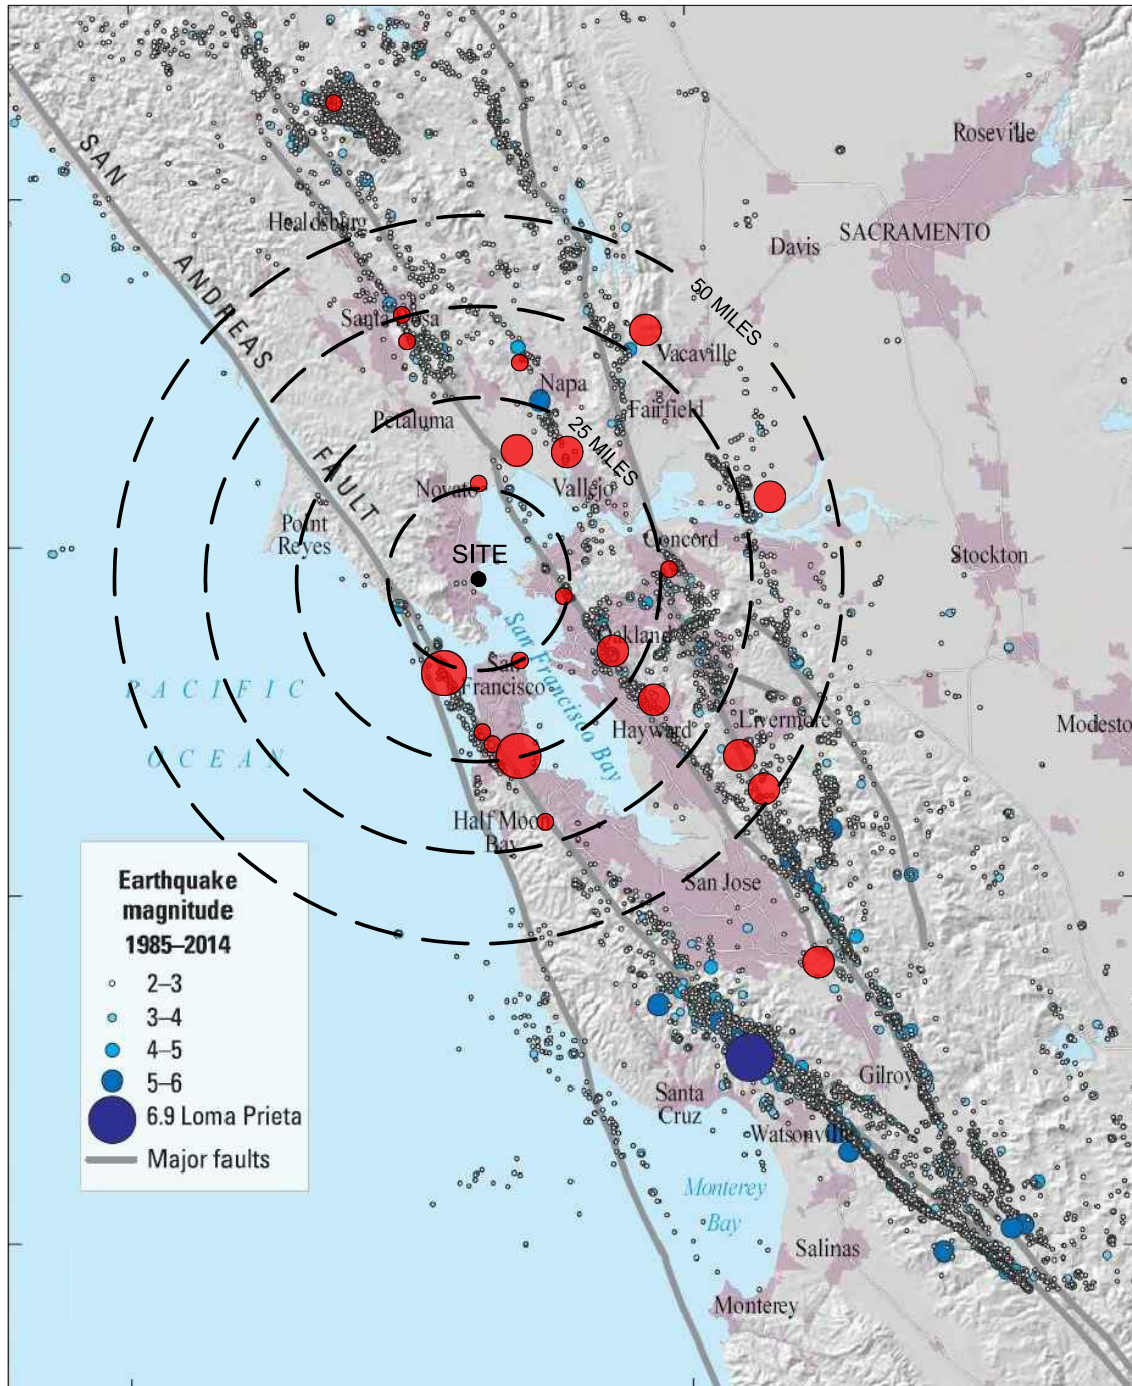 Roseville
SAN
Healdsburg
SACRAMENTO
Davis
ANDREAS
50 MILES
Santa Rosa
Vacaville
Napa
Fairfield
Petaluma
25 MILES
FAULT
Novato
Vallejo
Point
Reyes
Concord
Stockton
SITE
Oakland
San Francisco Bay
San
Francisco
PACIFIC
OCEAN
Hayward
Livermore
Modesto
Half Moon
Bay
San Jose
Earthquake
magnitude
1985–2014
2–3
3–4
4–5
5–6
6.9 Loma Prieta
Major faults
Gilroy
Santa
Cruz
Watsonville
Monterey
Bay
Salinas
Monterey